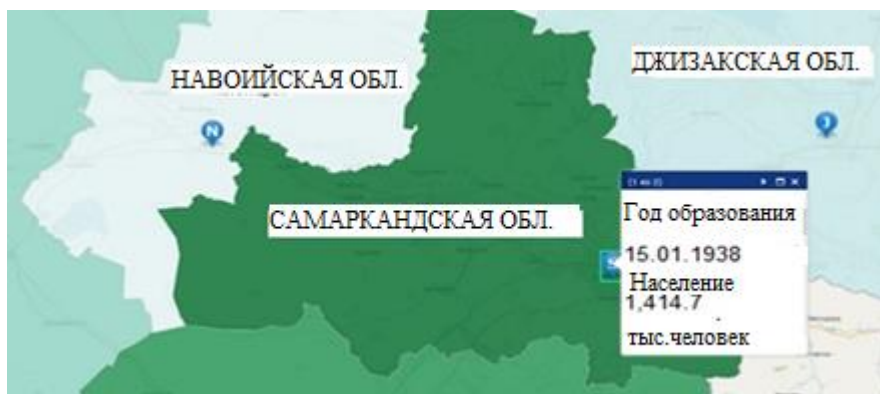 НАВОИЙСКАЯ ОБЛ.
ДЖИЗАКСКАЯ ОБЛ.
N
J
САМАРКАНДСКАЯ ОБЛ.
Год образования
15.01.1938
Население
1,414.7
тыс.человек